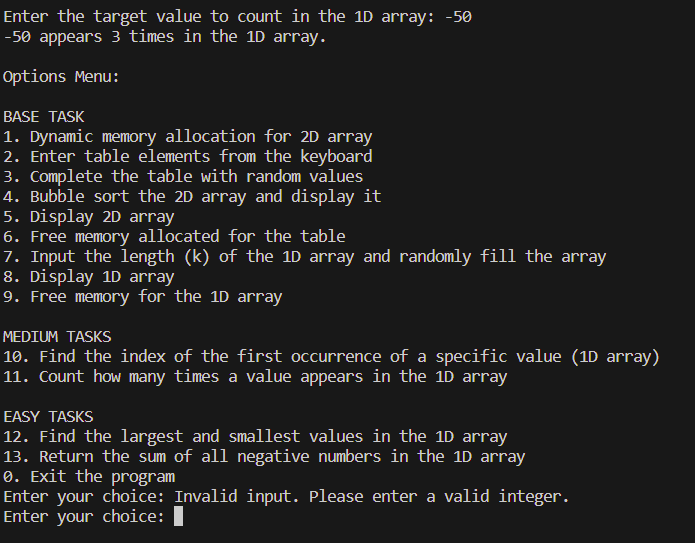 Enter the target value to count in the 1D array: -50
-50 appears 3 times in the 1D array.
Options Menu:
BASE TASK
1. Dynamic memory allocation for 2D array
2. Enter table elements from the keyboard
3. Complete the table with random values
4. Bubble sort the 2D array and display it
5. Display 2D array
6. Free memory allocated for the table
7. Input the length (k) of the 1D array and randomly fill the array
8. Display 1D array
9. Free memory for the 1D array
MEDIUM TASKS
10. Find the index of the first occurrence of a specific value (1D array)
11. Count how many times a value appears in the 1D array
EASY TASKS
12. Find the largest and smallest values in the 1D array
13. Return the sum of all negative numbers in the 1D array
0. Exit the program
Enter your choice: Invalid input. Please enter a valid integer.
Enter your choice: